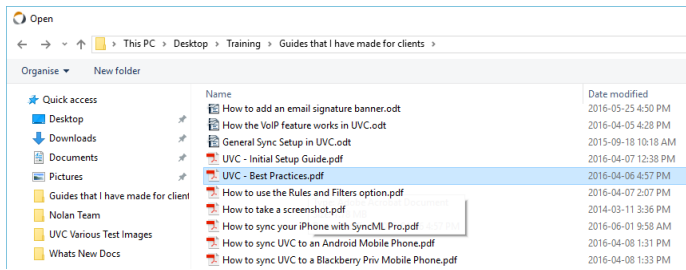 Open
This PC > Desktop > Training > Guides that I have made for clients >
Organise New folder
Name Date modified
Quick access
Desktop
Downloads
Documents
Pictures
Guides that I have made for client
Nolan Team
UVC Various Test Images
Whats New Docs
How to add an email signature banner.odt 2016-05-25 4:50 PM
How the VoIP feature works in UVC.odt 2016-04-05 4:28 PM
General Sync Setup in UVC.odt 2015-09-18 10:18 AM
UVC - Initial Setup Guide.pdf 2016-04-07 12:38 PM
UVC - Best Practices.pdf 2016-04-06 4:57 PM
How to use the Rules and Filters option.pdf 2016-04-07 2:07 PM
How to take a screenshot.pdf 2014-03-11 3:36 PM
How to sync your iPhone with SyncML Pro.pdf 2016-06-01 9:58 AM
How to sync UVC to an Android Mobile Phone.pdf 2016-04-08 1:31 PM
How to sync UVC to a Blackberry Priv Mobile Phone.pdf 2016-04-08 1:33 PM